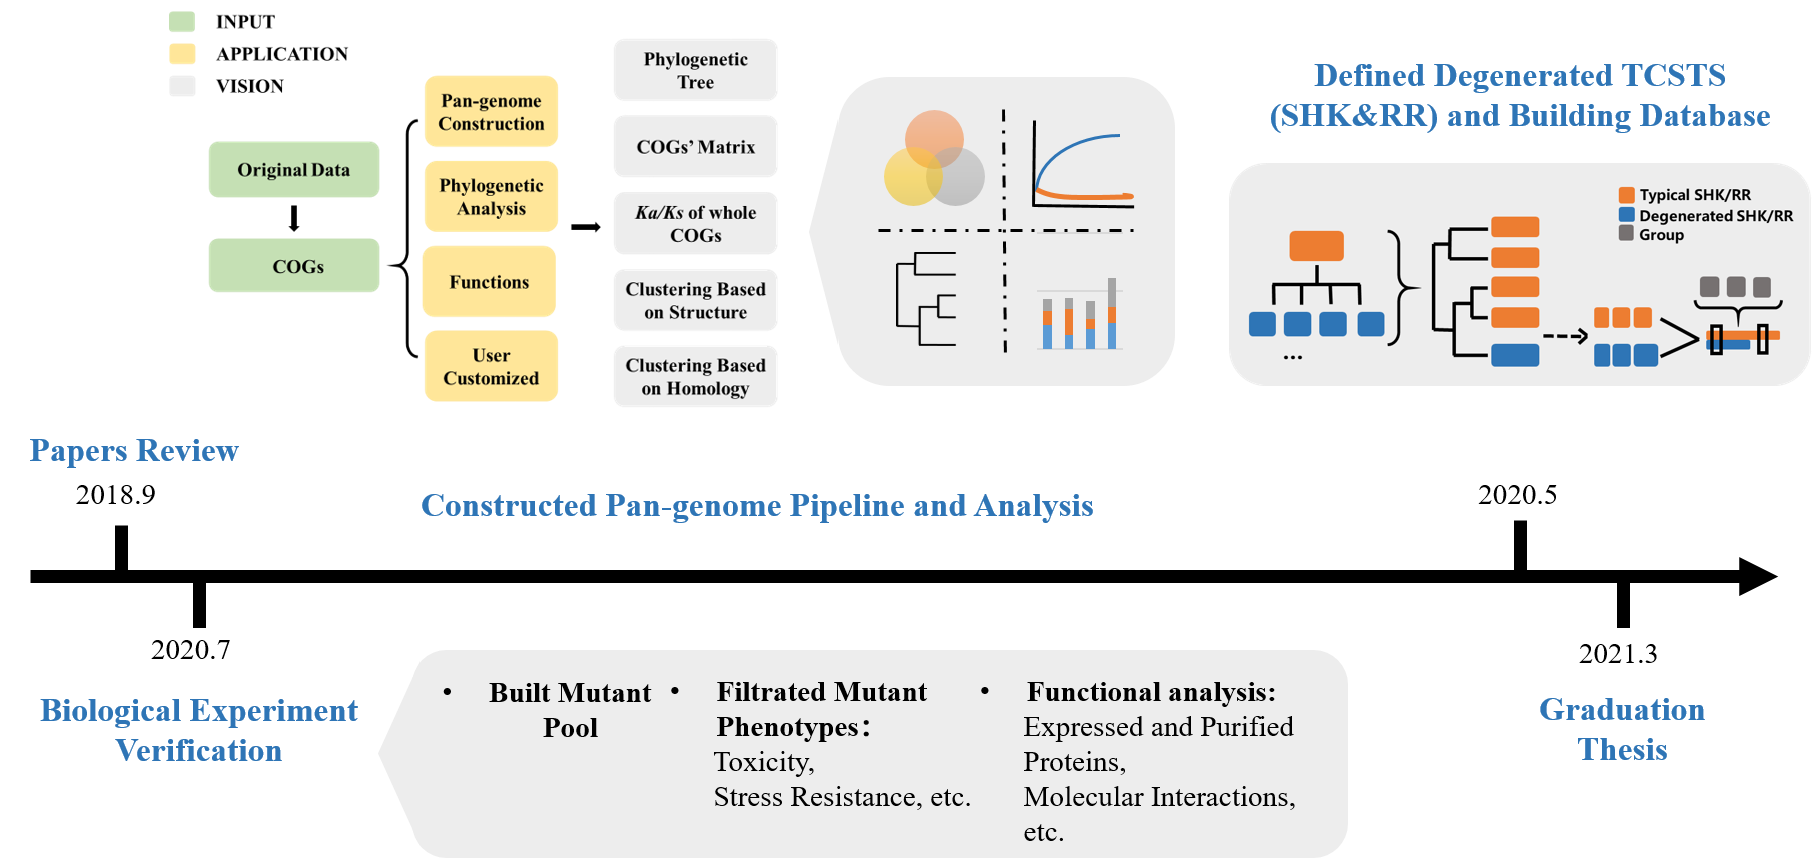 INPUT
APPLICATION
VISION
Original Data
COGs
Pan-genome
Construction
Phylogenetic
Analysis
Functions
User
Customized
Phylogenetic
Tree
COGs' Matrix
Ka/Ks of whole
COGs
Clustering Based
on Structure
Clustering Based
on Homology
Defined Degenerated TCSTS
(SHK&RR) and Building Database
Typical SHK/RR
Degenerated SHK/RR
Group
...
Papers Review
2018.9
Constructed Pan-genome Pipeline and Analysis
2020.5
2020.7
Biological Experiment
Verification
• Built Mutant
Pool
• Filtrated Mutant
Phenotypes：
Toxicity,
Stress Resistance, etc.
• Functional analysis:
Expressed and Purified
Proteins,
Molecular Interactions,
etc.
2021.3
Graduation
Thesis